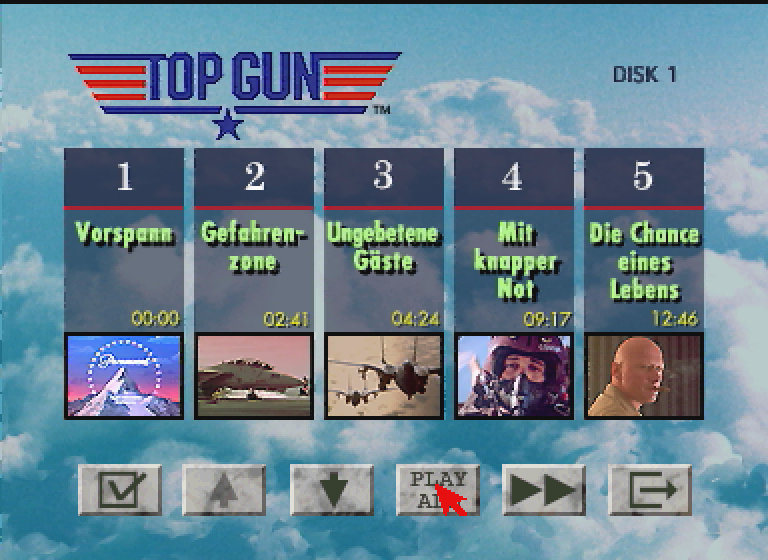 TOP GUN
TM
DISK 1
1
2
3
4
5
Vorspann
Gefahren-
zone
Ungebetene
Gäste
Mit
knapper
Not
Die Chance
eines
Lebens
00:00
02:41
04:24
09:17
12:46
Paramount
PLAY